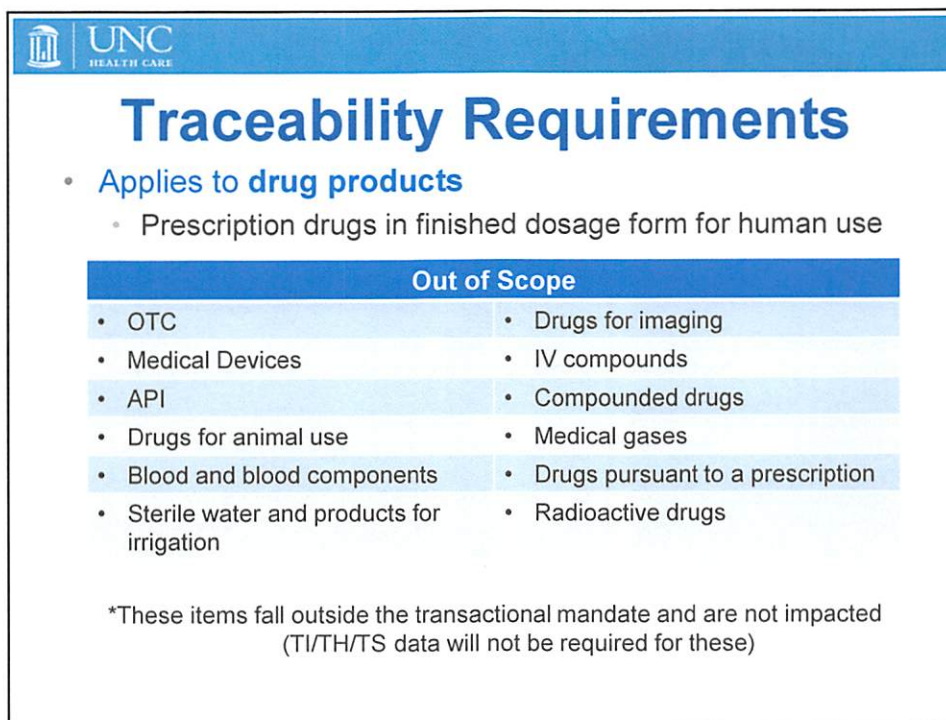 UNC
HEALTH CARE
Traceability Requirements
• Applies to drug products
• Prescription drugs in finished dosage form for human use
Out of Scope
• OTC
• Drugs for imaging
• Medical Devices
• IV compounds
• API
• Compounded drugs
• Drugs for animal use
• Medical gases
• Blood and blood components
• Drugs pursuant to a prescription
• Sterile water and products for
irrigation
• Radioactive drugs
*These items fall outside the transactional mandate and are not impacted
(TI/TH/TS data will not be required for these)